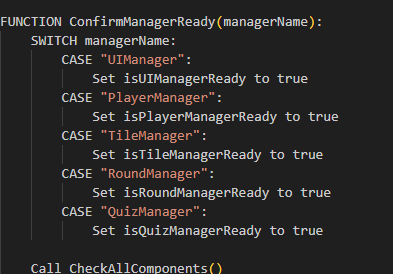 FUNCTION ConfirmManagerReady(managerName):
SWITCH managerName:
CASE "UIManager":
Set isUIManagerReady to true
CASE "PlayerManager":
Set isPlayerManagerReady to true
CASE "TileManager":
Set isTileManagerReady to true
CASE "RoundManager":
Set isRoundManagerReady to true
CASE "QuizManager":
Set isQuizManagerReady to true
Call CheckAllComponents()